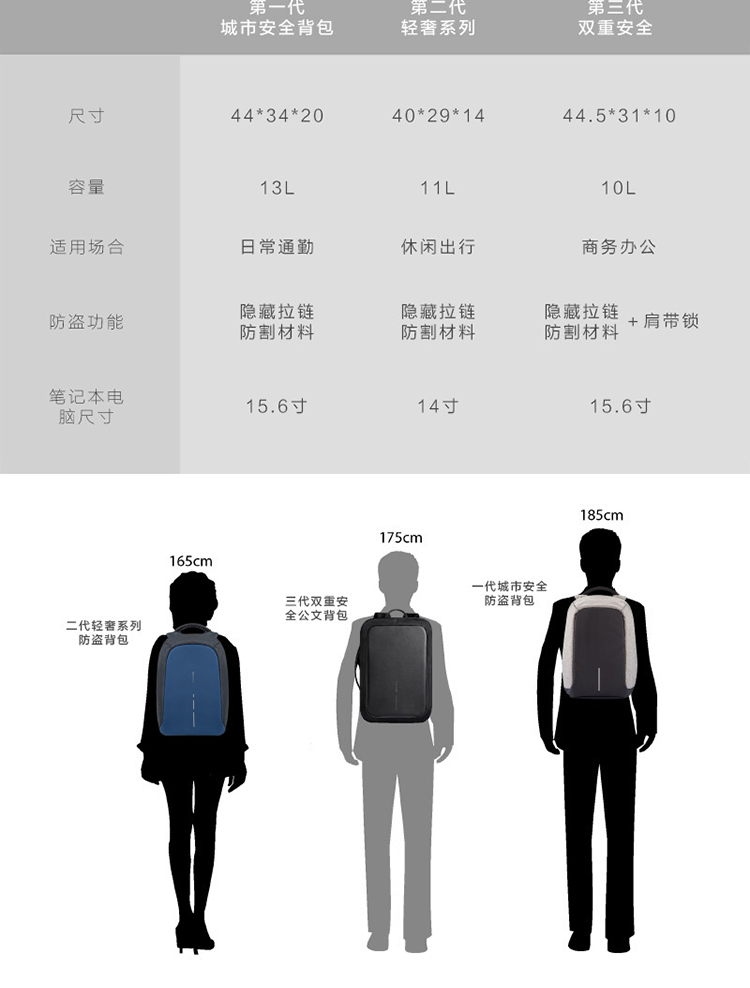 第一代 第二代 第三代
城市安全背包 轻奢系列 双重安全
尺寸 44*34*20 40*29*14 44.5*31*10
容量 13L 11L 10L
适用场合 日常通勤 休闲出行 商务办公
隐藏拉链 隐藏拉链 隐藏拉链
防盗功能 防割材料 防割材料 防割材料 +肩带锁
笔记本电
脑尺寸 15.6寸 14寸 15.6寸
185cm
175cm
165cm
一代城市安全
防盗背包
三代双重安
全公文背包
二代轻奢系列
防盗背包